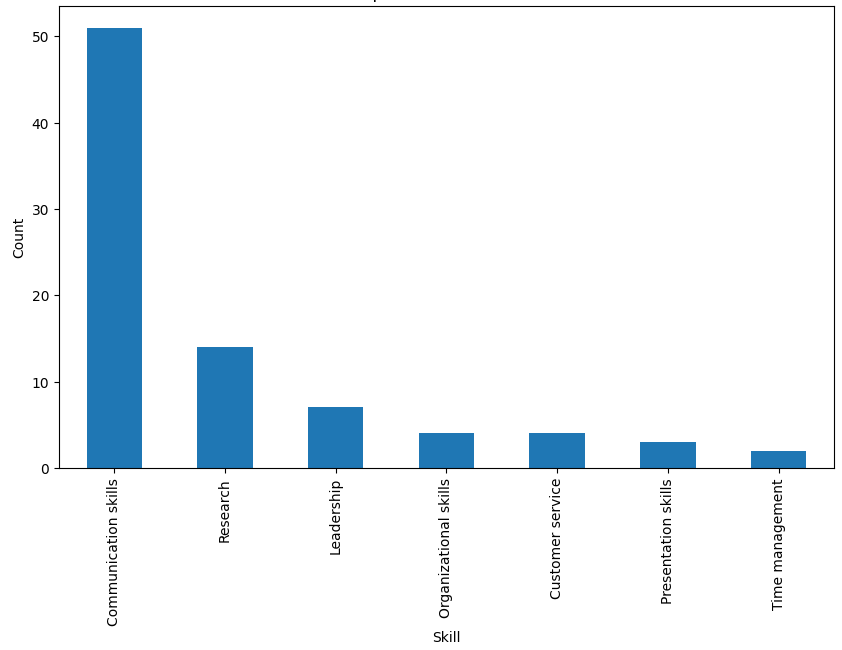 50
40
30
20
10
0
Count
Communication skills
Research
Leadership
Organizational skills
Customer service
Presentation skills
Time management
Skill